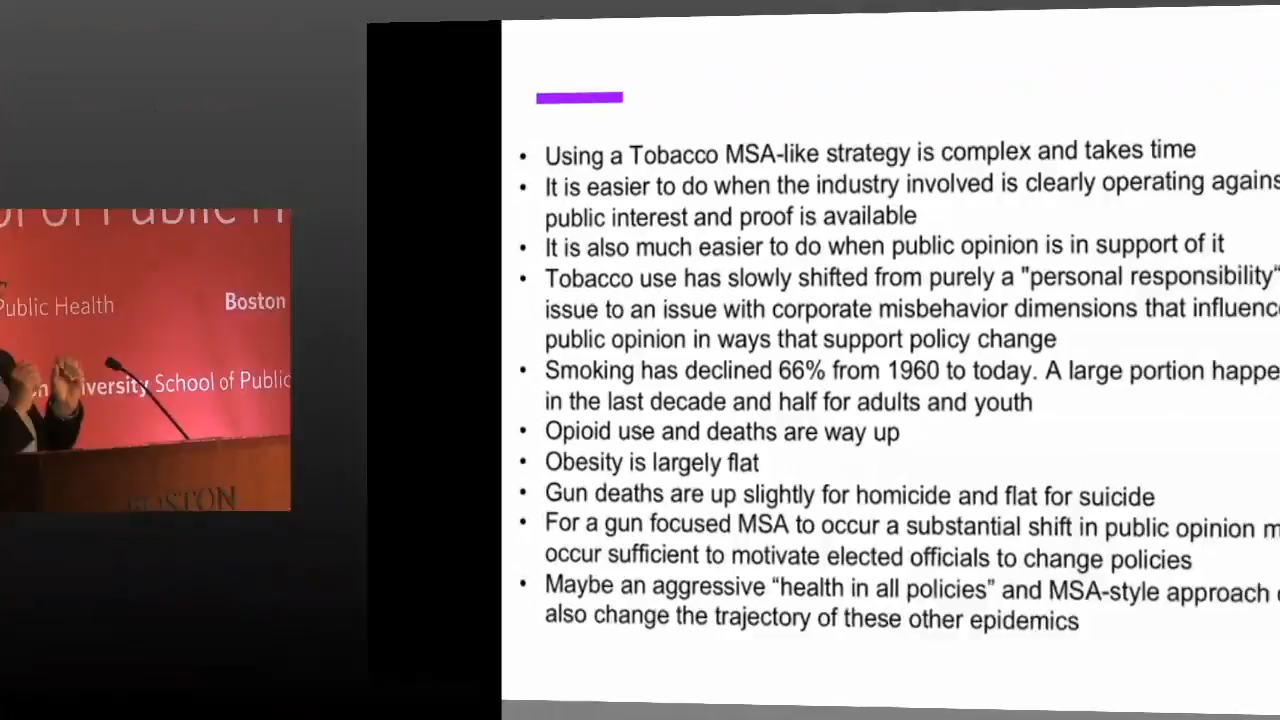 ol of Public H
Public Health
Boston
iversity School of Public
BOSTON
• Using a Tobacco MSA-like strategy is complex and takes time
• It is easier to do when the industry involved is clearly operating agains
public interest and proof is available
• It is also much easier to do when public opinion is in support of it
• Tobacco use has slowly shifted from purely a "personal responsibility"
issue to an issue with corporate misbehavior dimensions that influenc
public opinion in ways that support policy change
• Smoking has declined 66% from 1960 to today. A large portion happe
in the last decade and half for adults and youth
• Opioid use and deaths are way up
• Obesity is largely flat
• Gun deaths are up slightly for homicide and flat for suicide
• For a gun focused MSA to occur a substantial shift in public opinion m
occur sufficient to motivate elected officials to change policies
• Maybe an aggressive “health in all policies” and MSA-style approach
also change the trajectory of these other epidemics